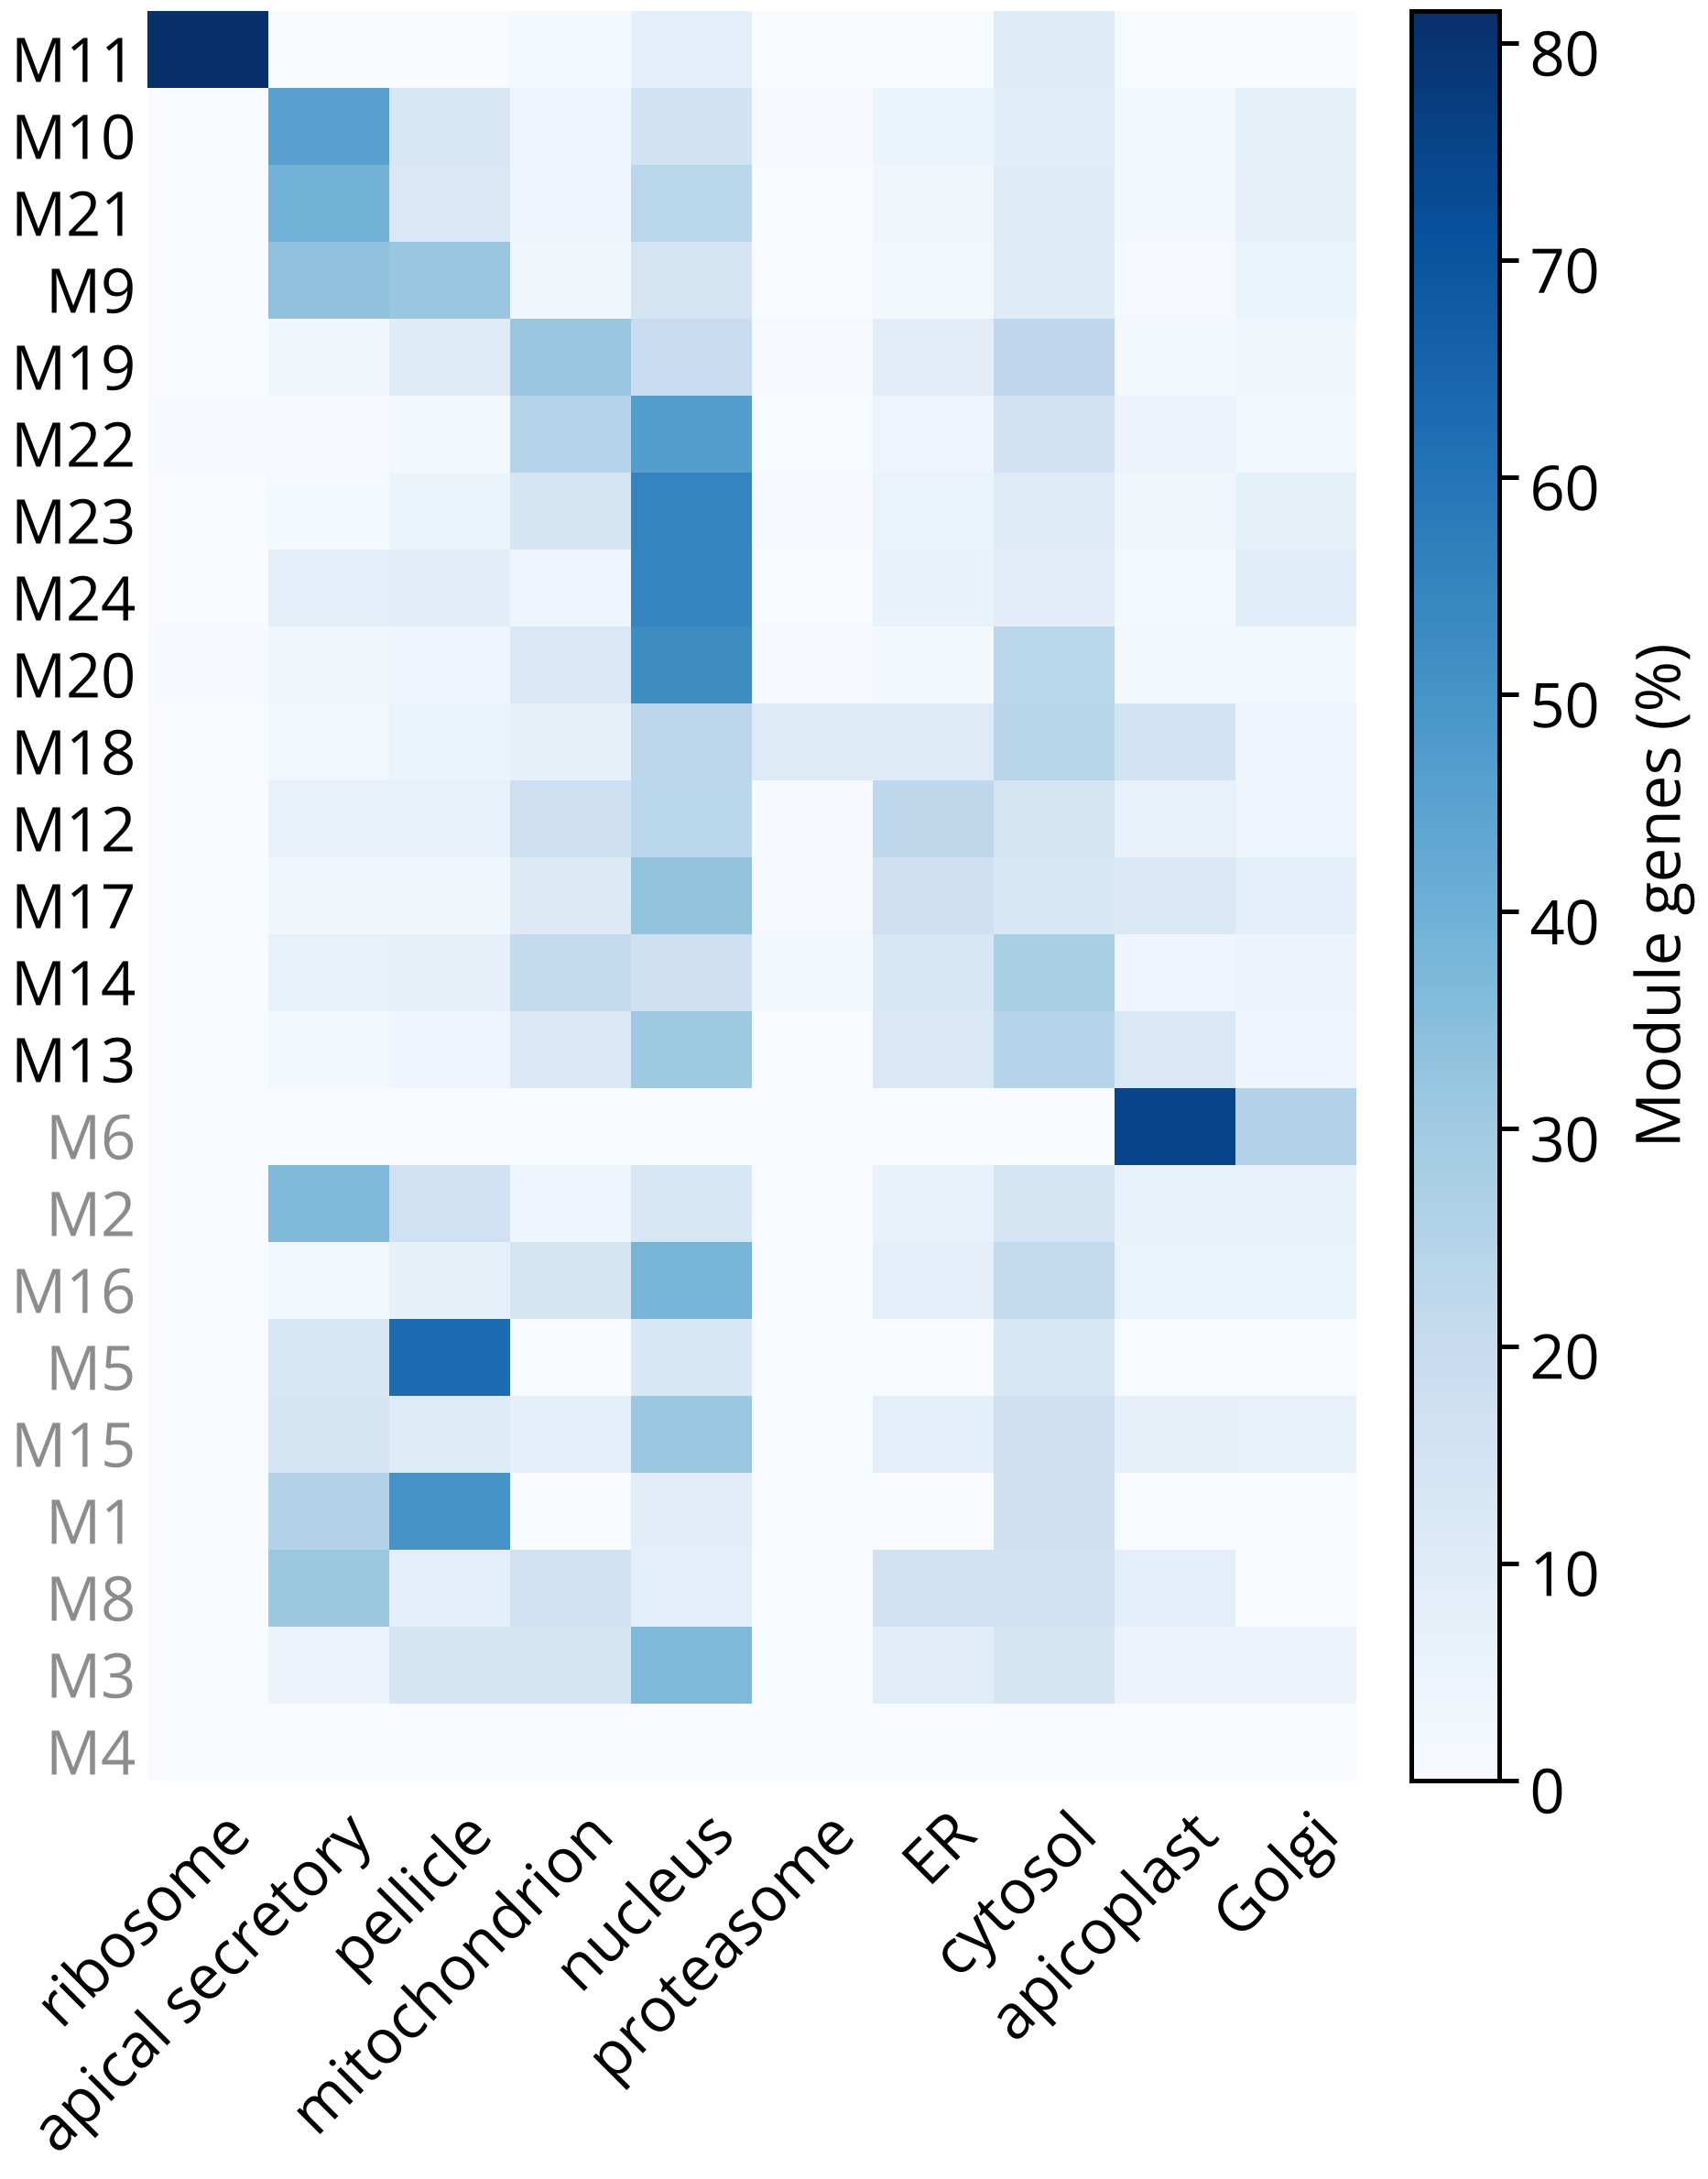 M11
M10
M21
M9
M19
M22
M23
M24
M20
M18
M12
M17
M14
M13
M6
M2
M16
M5
M15
M1
M8
M3
M4
ribosome
apical secretory
pellicle
mitochondrion
nucleus
proteasome
ER
cytosol
apicoplast
Golgi
80
70
60
50
40
30
20
10
0
Module genes (%)